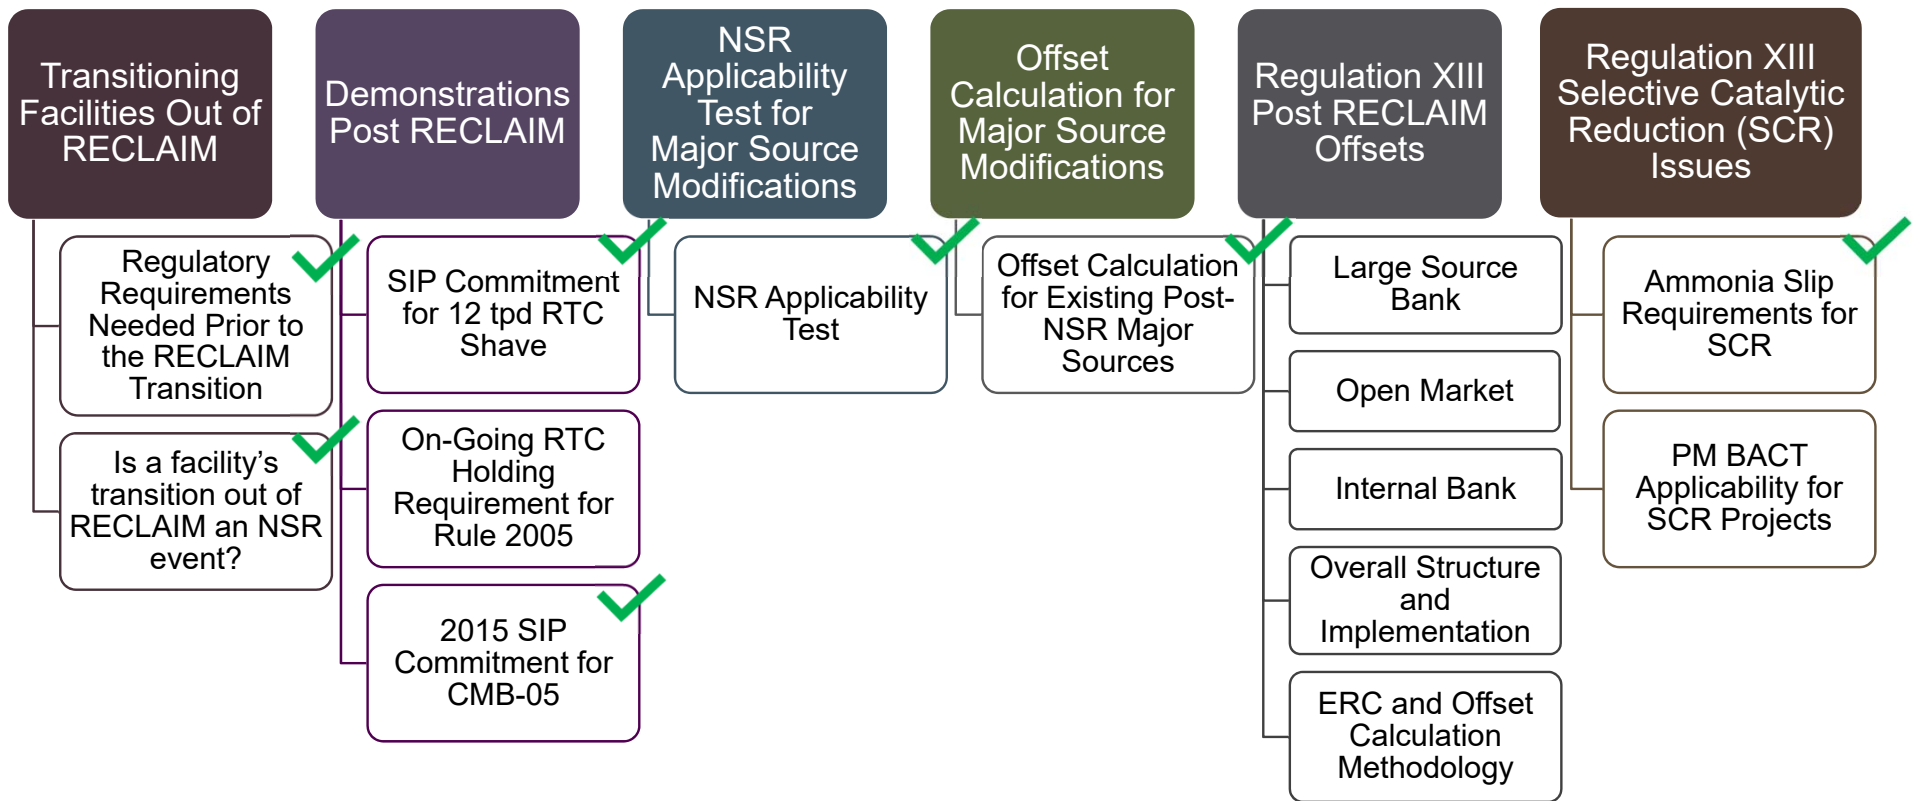 Transitioning
Facilities Out of
RECLAIM
Regulatory
Requirements
Needed Prior to
the RECLAIM
Transition
Is a facility’s
transition out of
RECLAIM an NSR
event?
Demonstrations
Post RECLAIM
SIP Commitment
for 12 tpd RTC
Shave
On-Going RTC
Holding
Requirement for
Rule 2005
2015 SIP
Commitment for
CMB-05
NSR
Applicability
Test for
Major Source
Modifications
NSR Applicability
Test
Offset
Calculation for
Major Source
Modifications
Offset Calculation
for Existing Post-
NSR Major
Sources
Regulation XIII
Post RECLAIM
Offsets
Large Source
Bank
Open Market
Internal Bank
Overall Structure
and
Implementation
ERC and Offset
Calculation
Methodology
Regulation XIII
Selective Catalytic
Reduction (SCR)
Issues
Ammonia Slip
Requirements for
SCR
PM BACT
Applicability for
SCR Projects